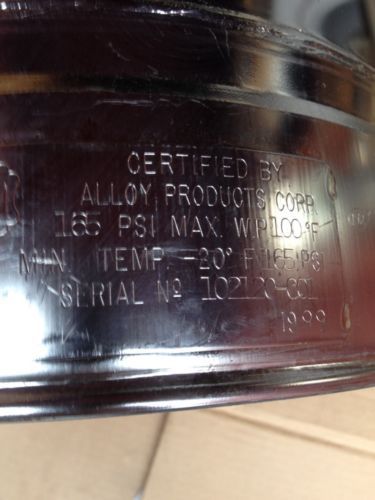 CERTIFIED BY
ALLOY PRODUCTS CORP.
165 PSI MAX. W.P. 100 °F
MIN. TEMP. -20° F 165 PSI
SERIAL Nº 102120-001
1999